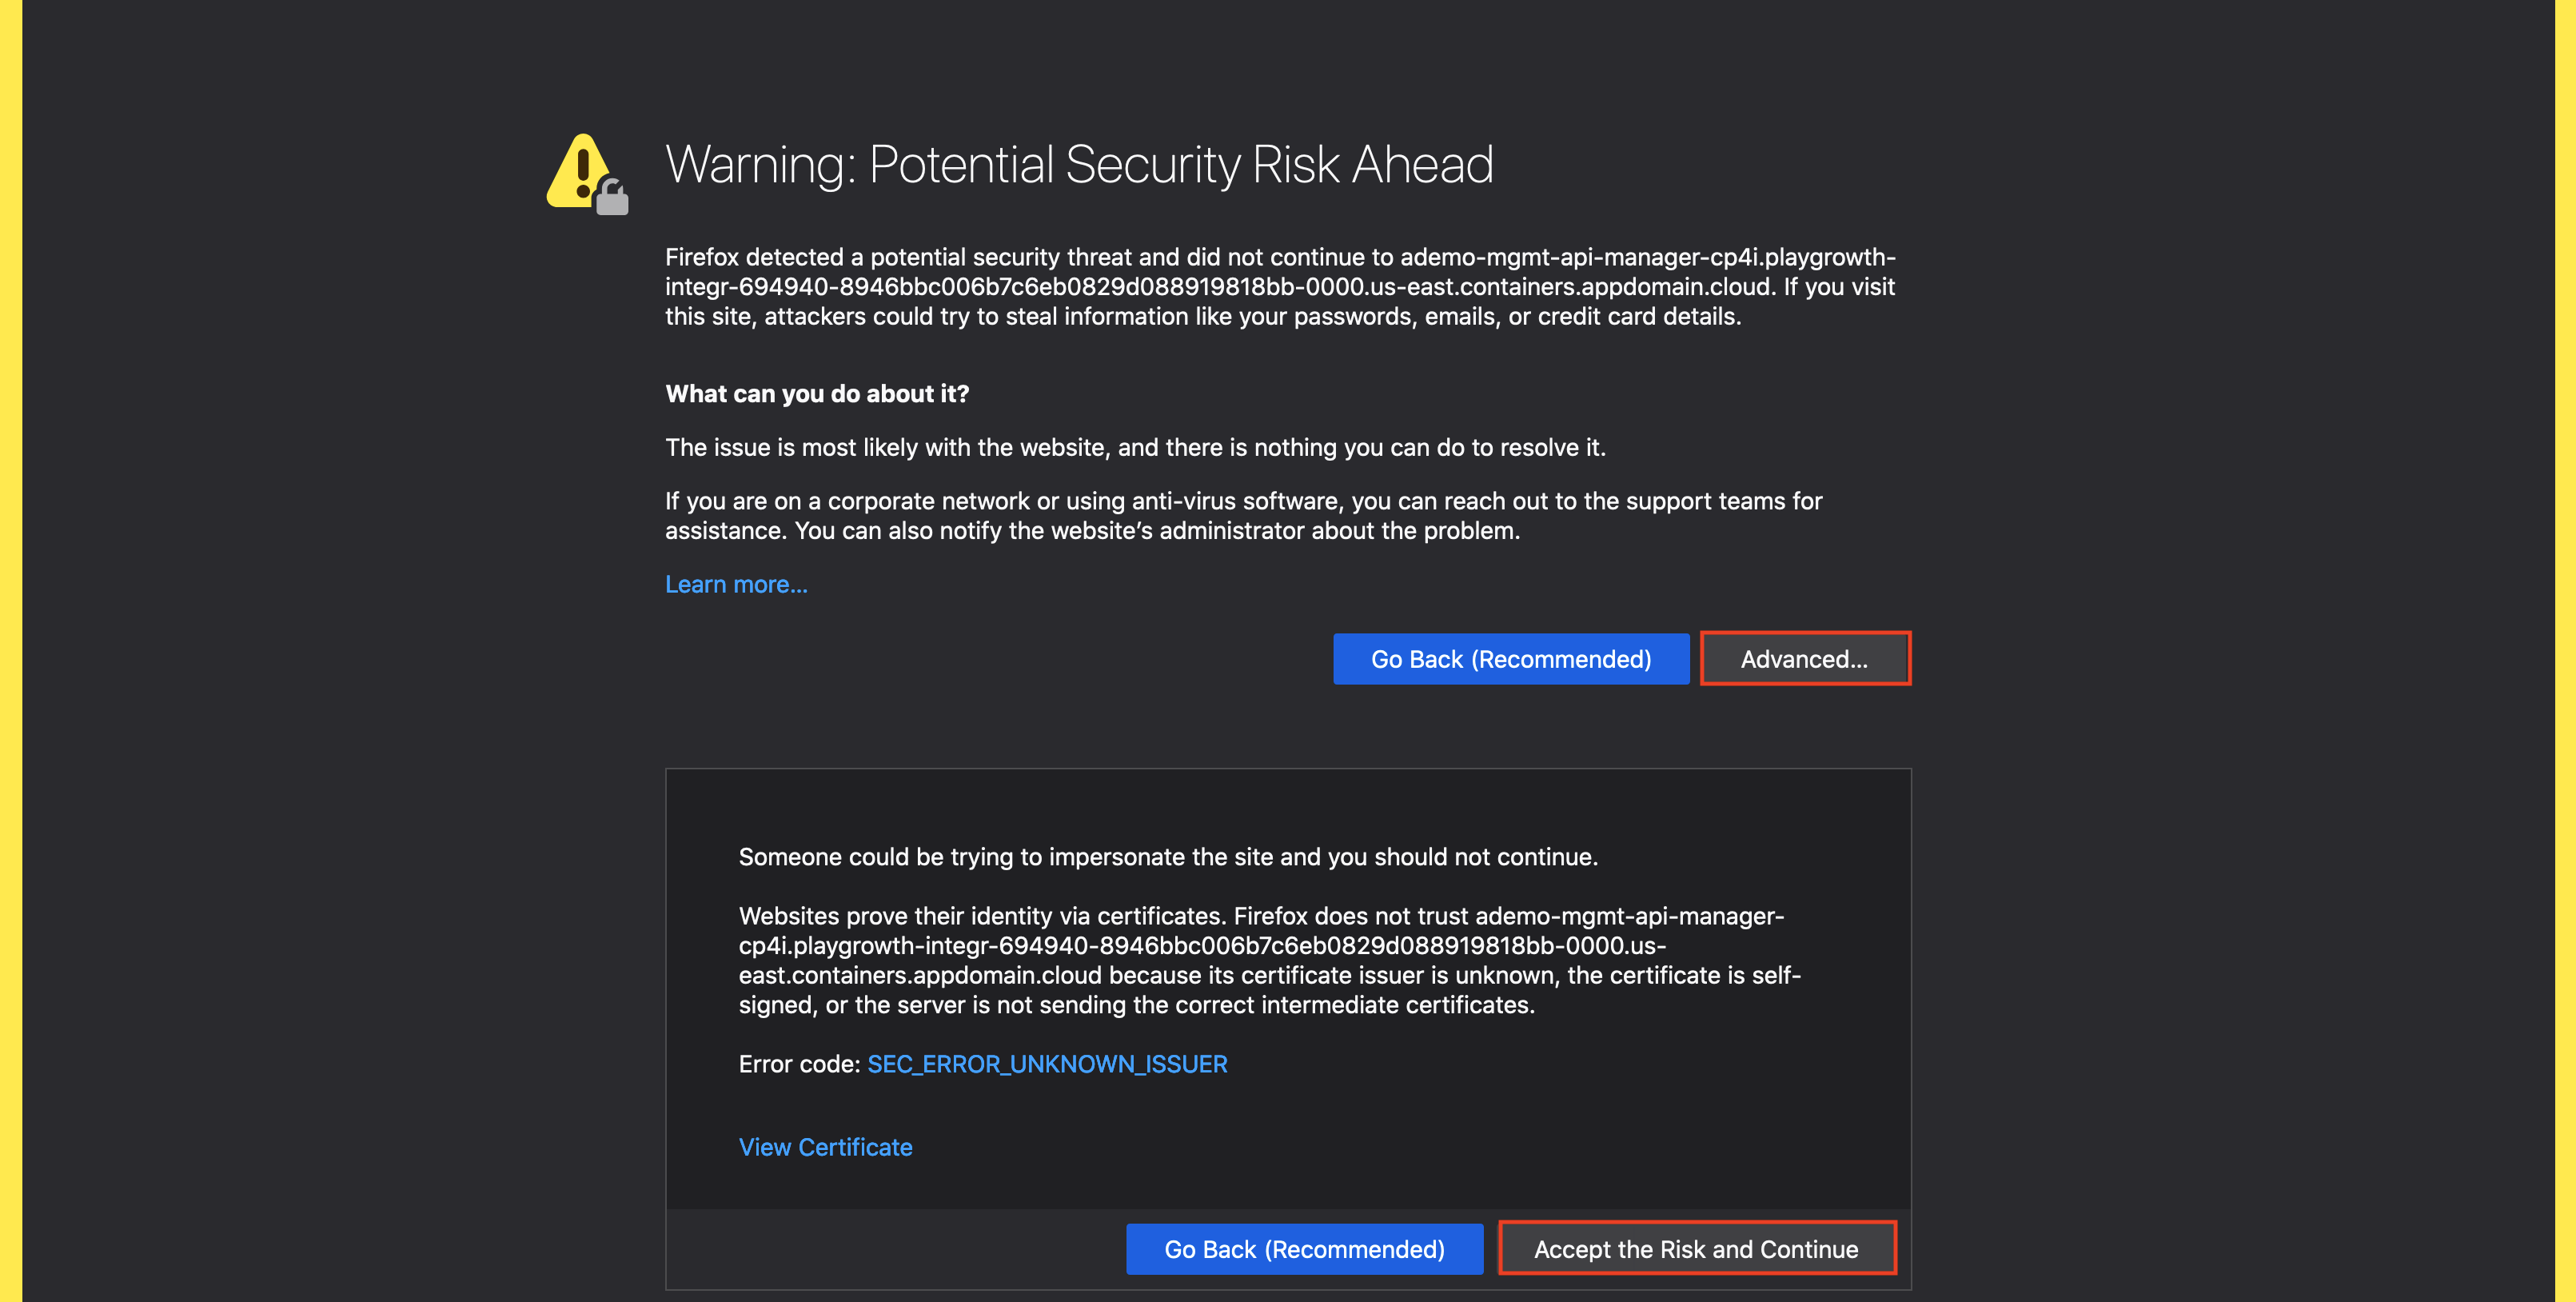 Warning: Potential Security Risk Ahead
Firefox detected a potential security threat and did not continue to ademo-mgmt-api-manager-cp4i.playgrowth-
integr-694940-8946bbc006b7c6eb0829d088919818bb-0000.us-east.containers.appdomain.cloud. If you visit
this site, attackers could try to steal information like your passwords, emails, or credit card details.
What can you do about it?
The issue is most likely with the website, and there is nothing you can do to resolve it.
If you are on a corporate network or using anti-virus software, you can reach out to the support teams for
assistance. You can also notify the website’s administrator about the problem.
Learn more...
Go Back (Recommended)
Advanced...
Someone could be trying to impersonate the site and you should not continue.
Websites prove their identity via certificates. Firefox does not trust ademo-mgmt-api-manager-
cp4i.playgrowth-integr-694940-8946bbc006b7c6eb0829d088919818bb-0000.us-
east.containers.appdomain.cloud because its certificate issuer is unknown, the certificate is self-
signed, or the server is not sending the correct intermediate certificates.
Error code: SEC_ERROR_UNKNOWN_ISSUER
View Certificate
Go Back (Recommended)
Accept the Risk and Continue